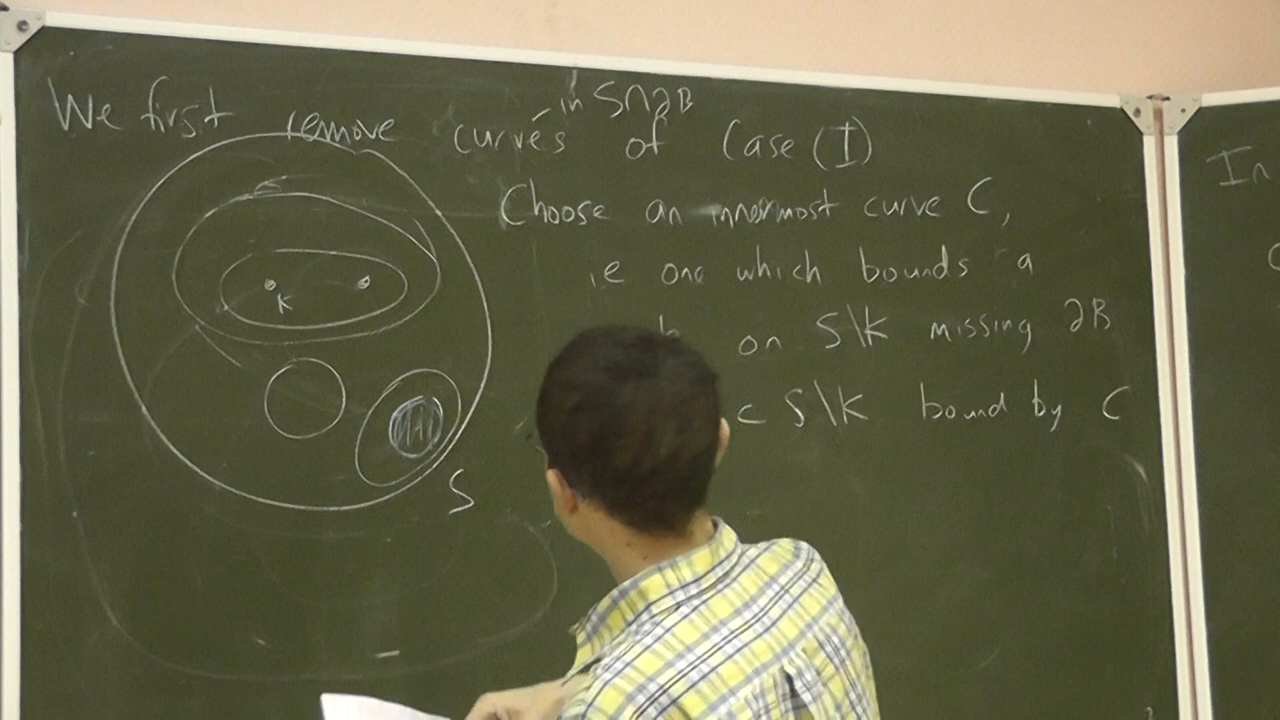 in S∩∂B
We first remove curves of Case (I)
Choose an innermost curve C,
ie one which bounds a
on S\K missing ∂B
⊂ S\K bound by C
K
S
In